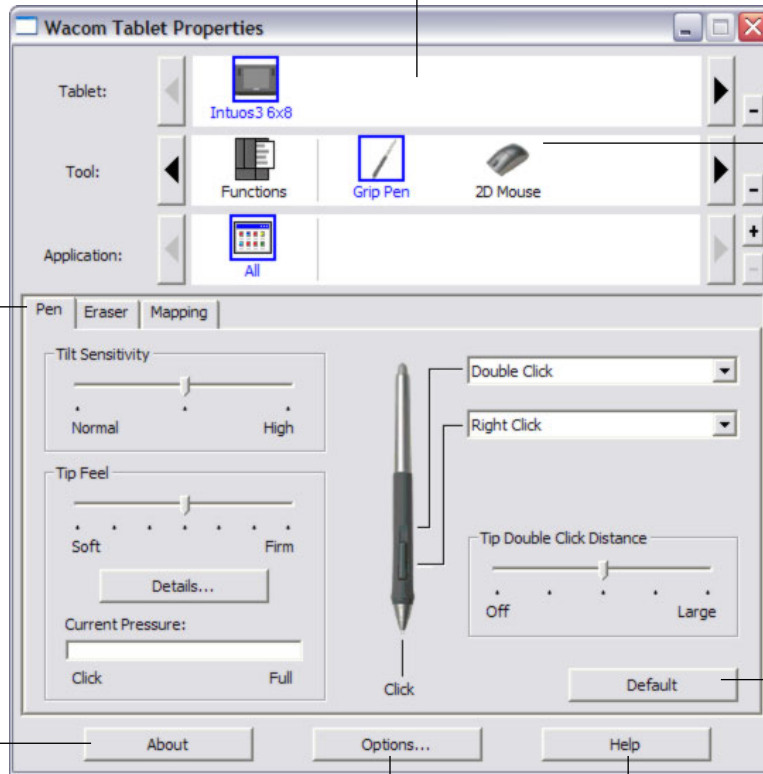 Wacom Tablet Properties
Tablet:
Intuos3 6x8
Tool:
Functions
Grip Pen
2D Mouse
Application:
All
Pen
Eraser
Mapping
Tilt Sensitivity
Normal
High
Double Click
Right Click
Tip Feel
Soft
Firm
Details...
Current Pressure:
Click
Full
Click
Tip Double Click Distance
Off
Large
Default
About
Options...
Help